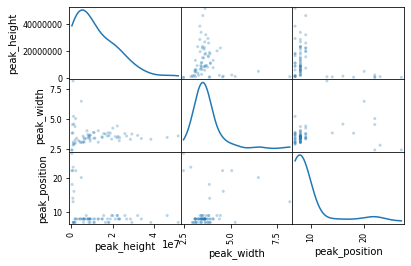 peak_height
40000000
20000000
0
peak_width
7.5
5.0
2.5
peak_position
20
10
0
2
4
1e7
peak_height
2.5
5.0
7.5
peak_width
10
20
peak_position